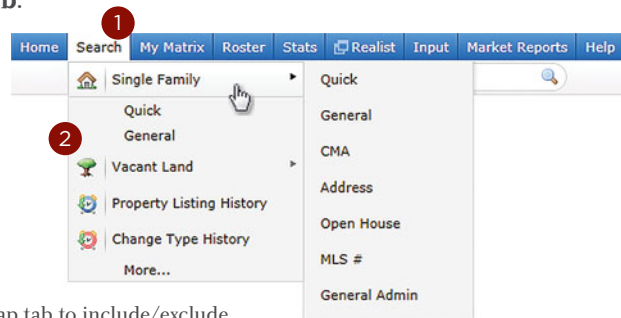 b.
1
Home Search My Matrix Roster Stats Realist Input Market Reports Help
Single Family
Quick
General
2
Vacant Land
Property Listing History
Change Type History
More...
Quick
General
CMA
Address
Open House
MLS #
General Admin
ap tab to include/exclude